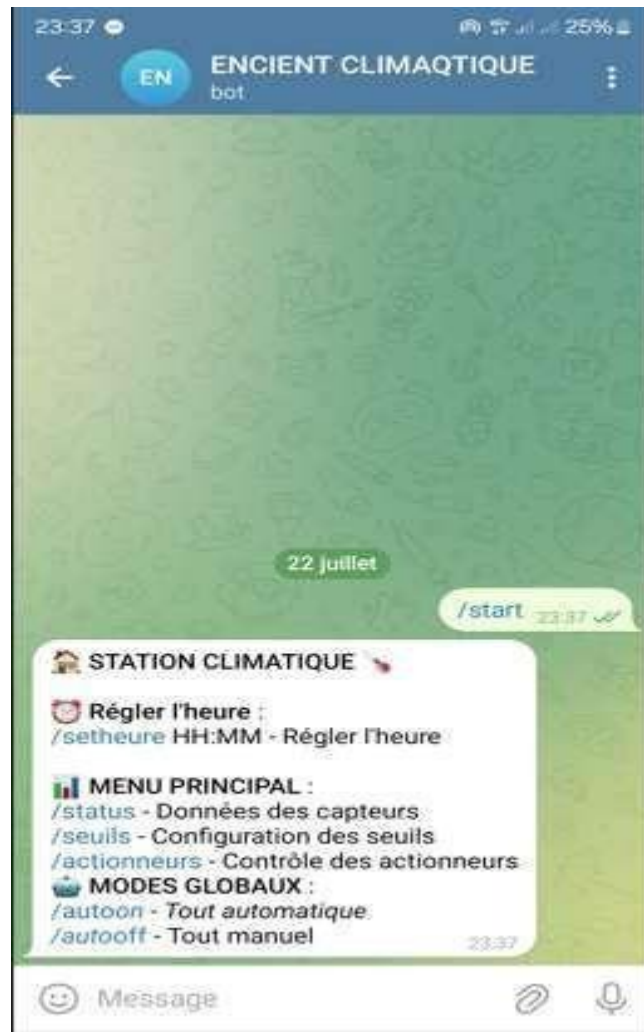 23:37 25%
EN ENCIENT CLIMAQTIQUE
bot
22 juillet
/start 23:37
🏠 STATION CLIMATIQUE 🌡️
⏰ Régler l'heure :
/setheure HH:MM - Régler l'heure
📊 MENU PRINCIPAL :
/status - Données des capteurs
/seuils - Configuration des seuils
/actionneurs - Contrôle des actionneurs
🤖 MODES GLOBAUX :
/autoon - Tout automatique
/autooff - Tout manuel
23:37
Message